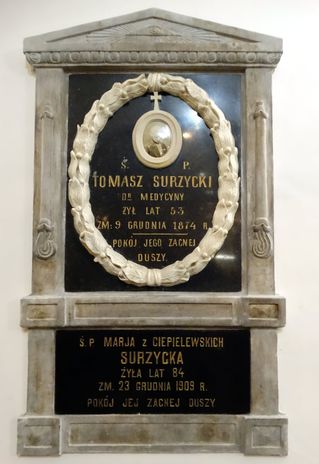 Ś. P.
TOMASZ SURZYCKI
DR MEDYCYNY
ŻYŁ LAT 53
ZM: 9 GRUDNIA 1874 R.
POKÓJ JEGO ZACNEJ
DUSZY.
Ś. P MARJA z CIEPIELEWSKICH
SURZYCKA
ŻYŁA LAT 84
ZM. 23 GRUDNIA 1909 R.
POKÓJ JEJ ZACNEJ DUSZY